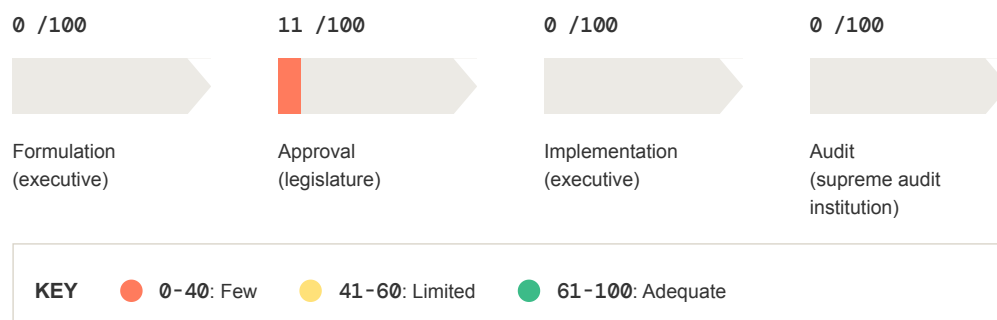 0 /100
11 /100
0 /100
0 /100
Formulation
(executive)
Approval
(legislature)
Implementation
(executive)
Audit
(supreme audit
institution)
KEY
0-40: Few
41-60: Limited
61-100: Adequate